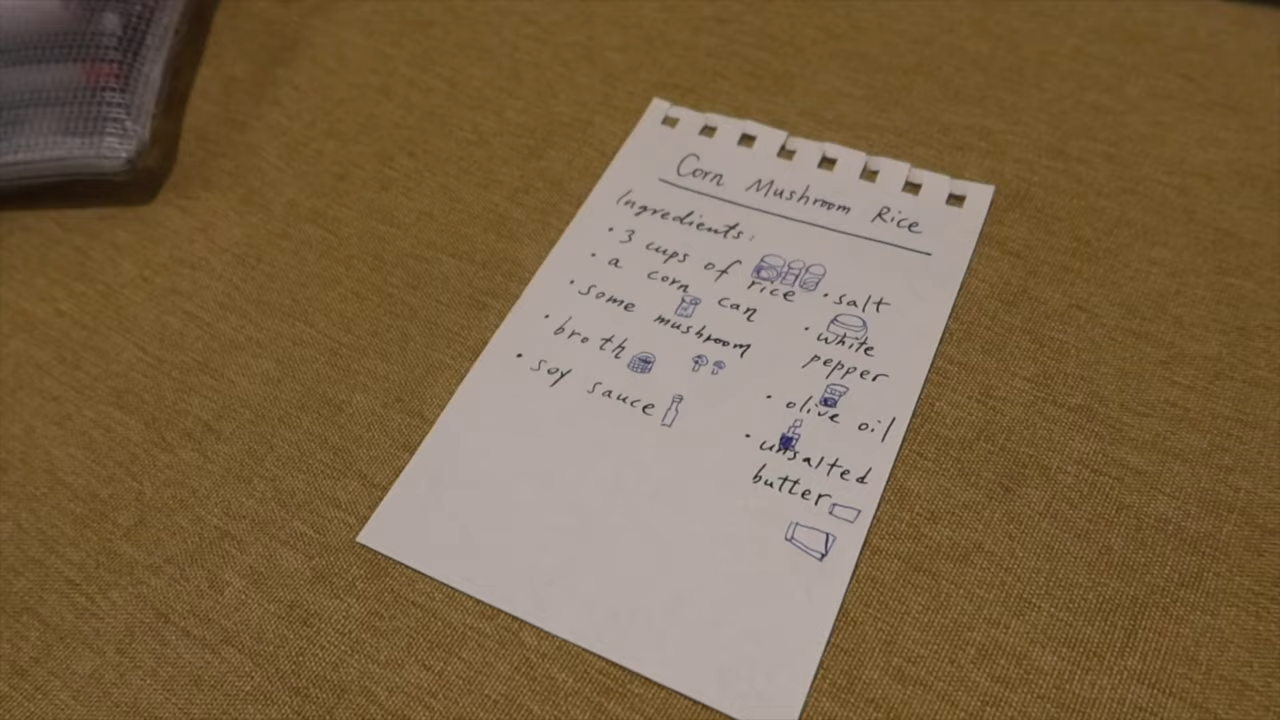 Corn Mushroom Rice
Ingredients:
• 3 cups of rice
• a corn can
• some mushroom
• broth
• soy sauce
• salt
• white
pepper
• olive oil
• unsalted
butter